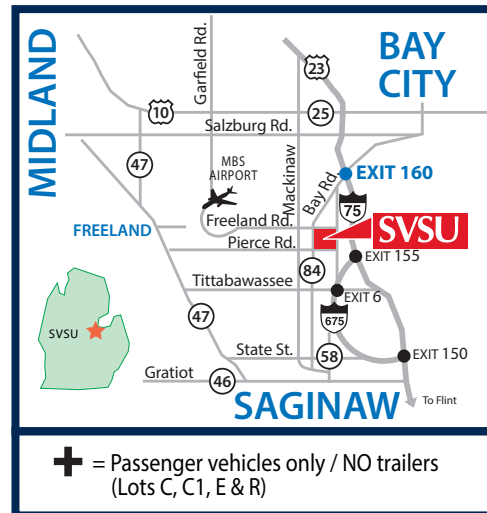 MIDLAND
BAY
CITY
Garfield Rd.
23
10
25
Salzburg Rd.
47
MBS
AIRPORT
Mackinaw
Bay Rd.
EXIT 160
75
FREELAND
Freeland Rd.
SVSU
Pierce Rd.
EXIT 155
84
Tittabawassee
EXIT 6
675
47
SVSU
State St.
58
EXIT 150
Gratiot
46
SAGINAW
To Flint
= Passenger vehicles only / NO trailers
(Lots C, C1, E & R)